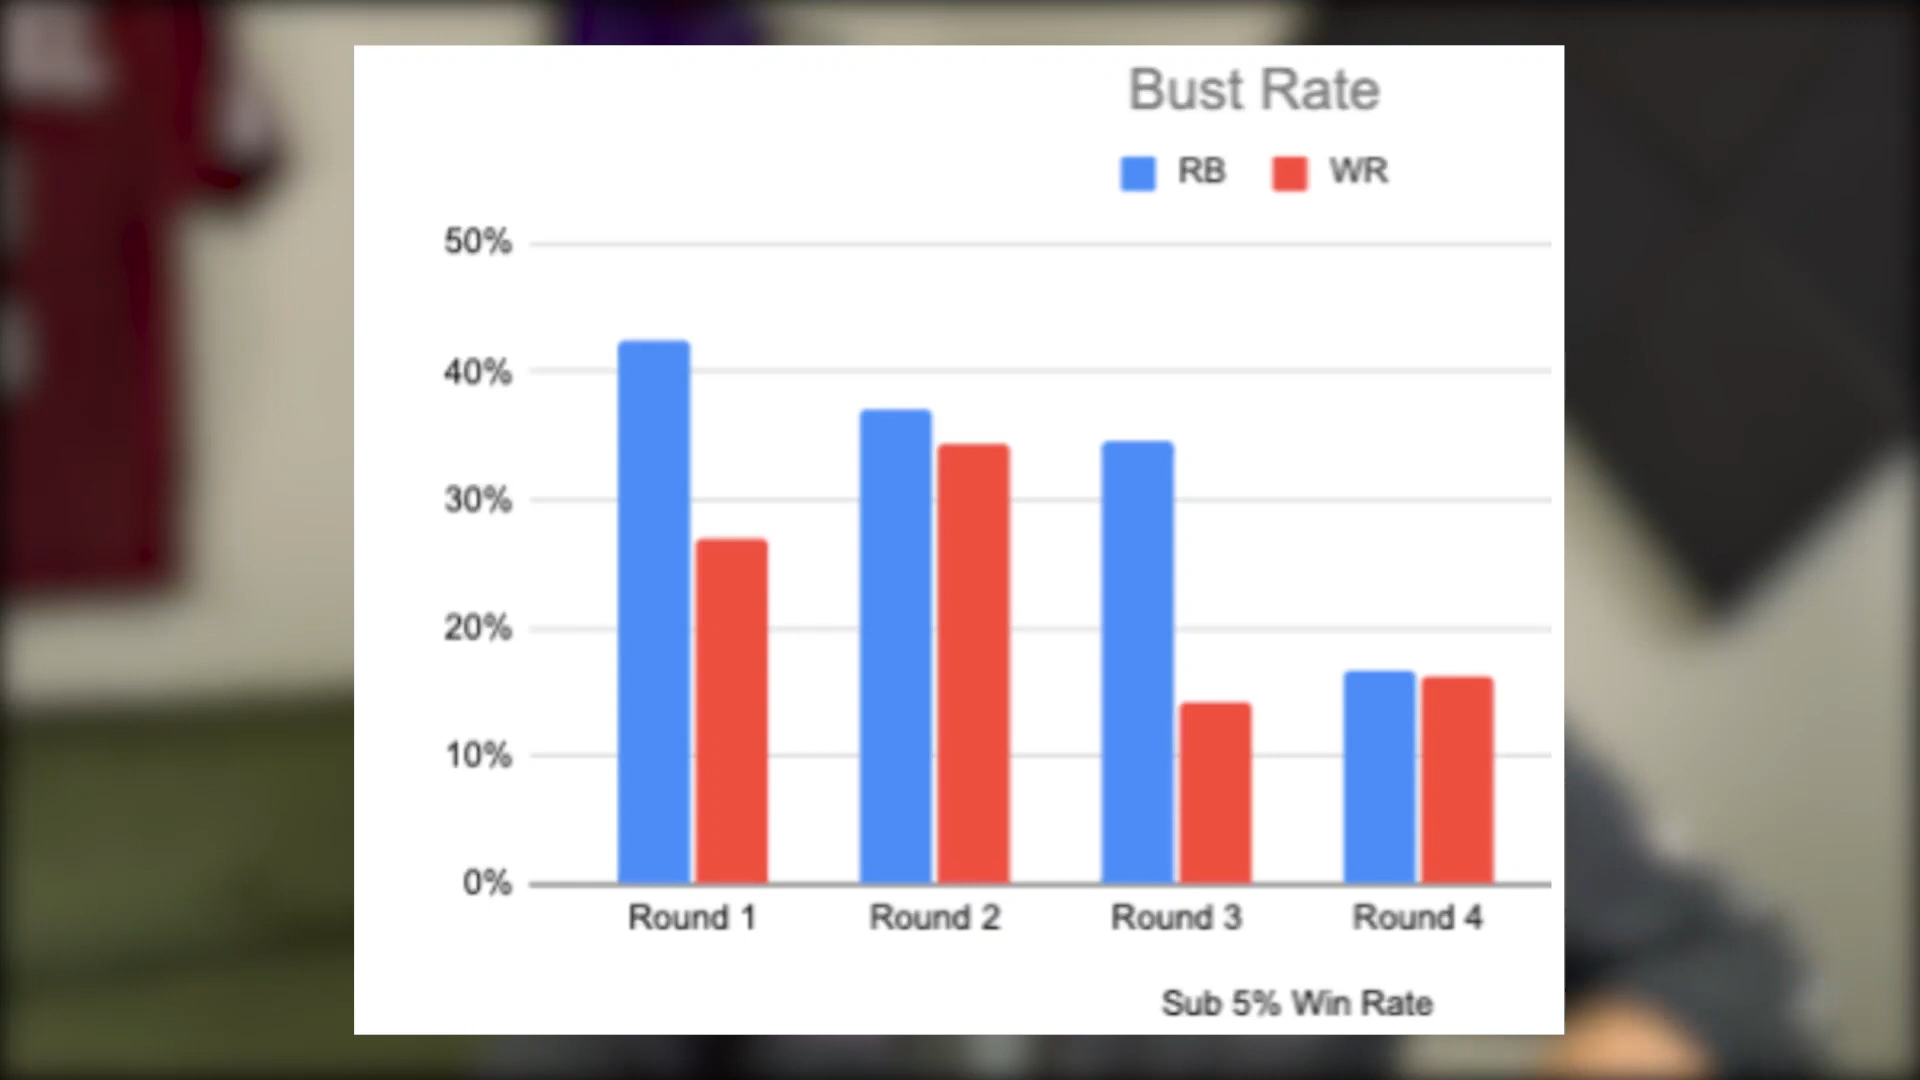 Bust Rate
RB WR
50%
40%
30%
20%
10%
0%
Round 1 Round 2 Round 3 Round 4
Sub 5% Win Rate